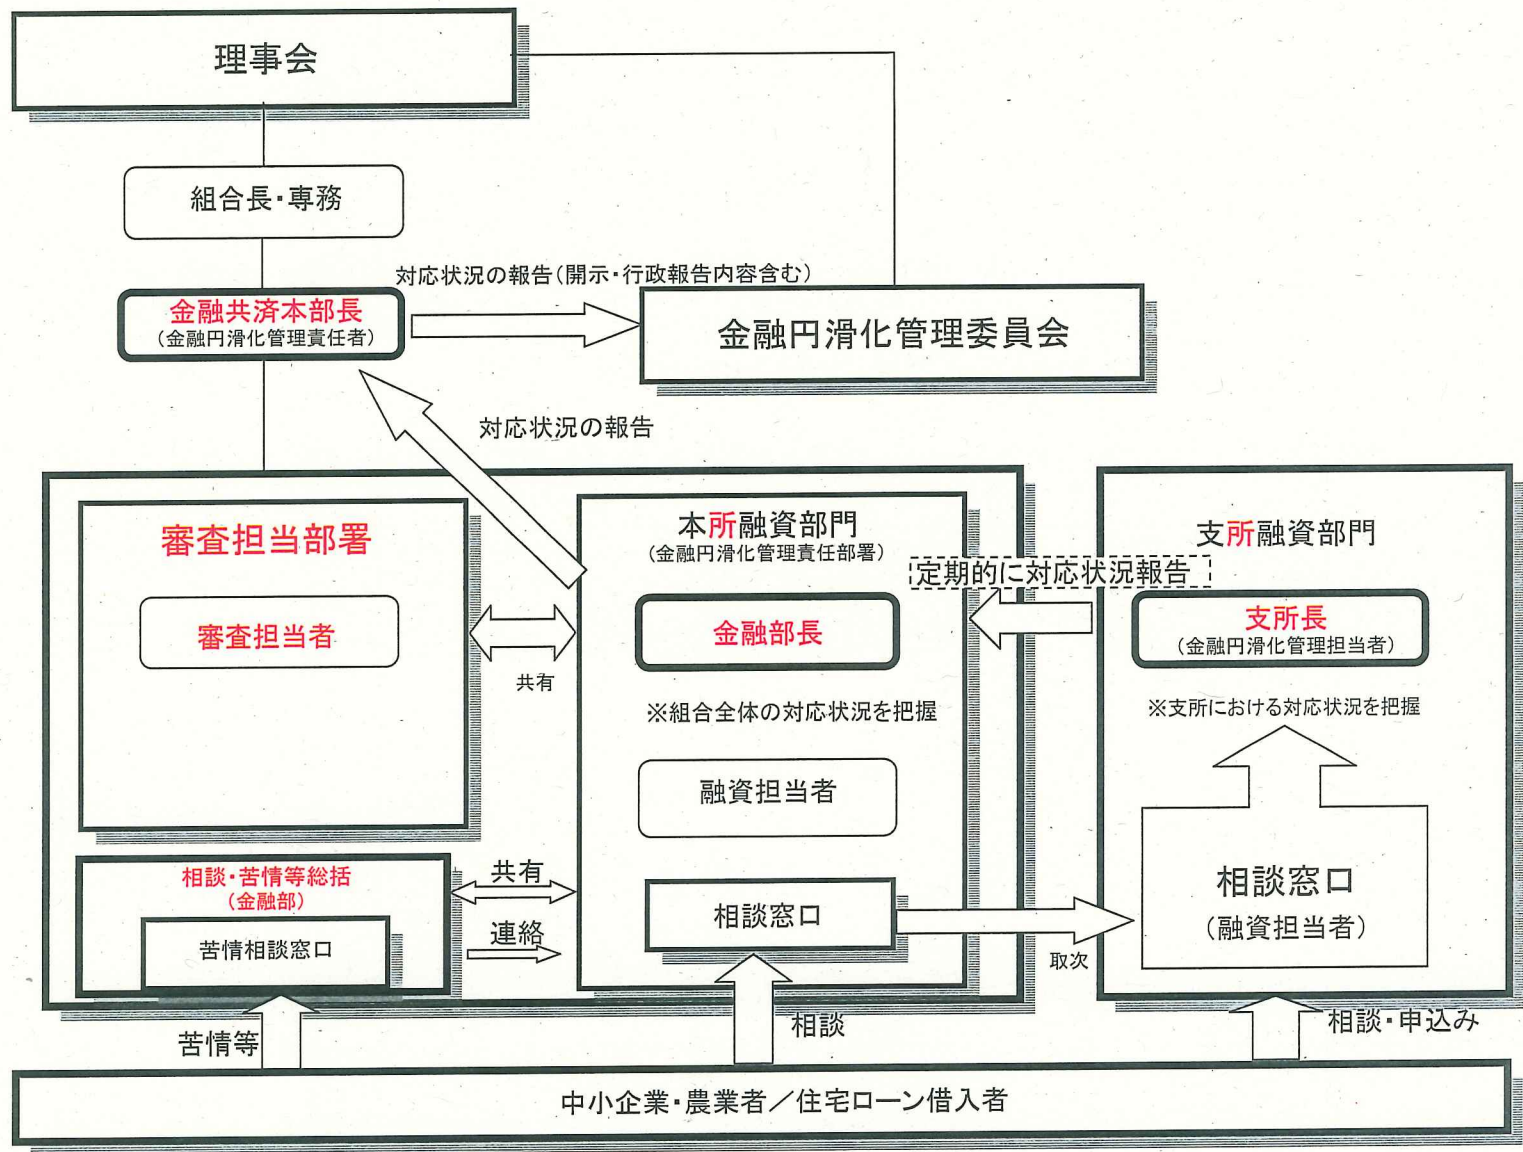 理事会
組合長・専務
対応状況の報告(開示・行政報告内容含む)
金融共済本部長
(金融円滑化管理責任者)
金融円滑化管理委員会
対応状況の報告
審査担当部署
審査担当者
共有
本所融資部門
(金融円滑化管理責任部署)
金融部長
※組合全体の対応状況を把握
融資担当者
相談窓口
定期的に対応状況報告
支所融資部門
支所長
(金融円滑化管理担当者)
※支所における対応状況を把握
相談窓口
(融資担当者)
取次
相談・苦情等総括
(金融部)
苦情相談窓口
共有
連絡
苦情等
相談
相談・申込み
中小企業・農業者/住宅ローン借入者